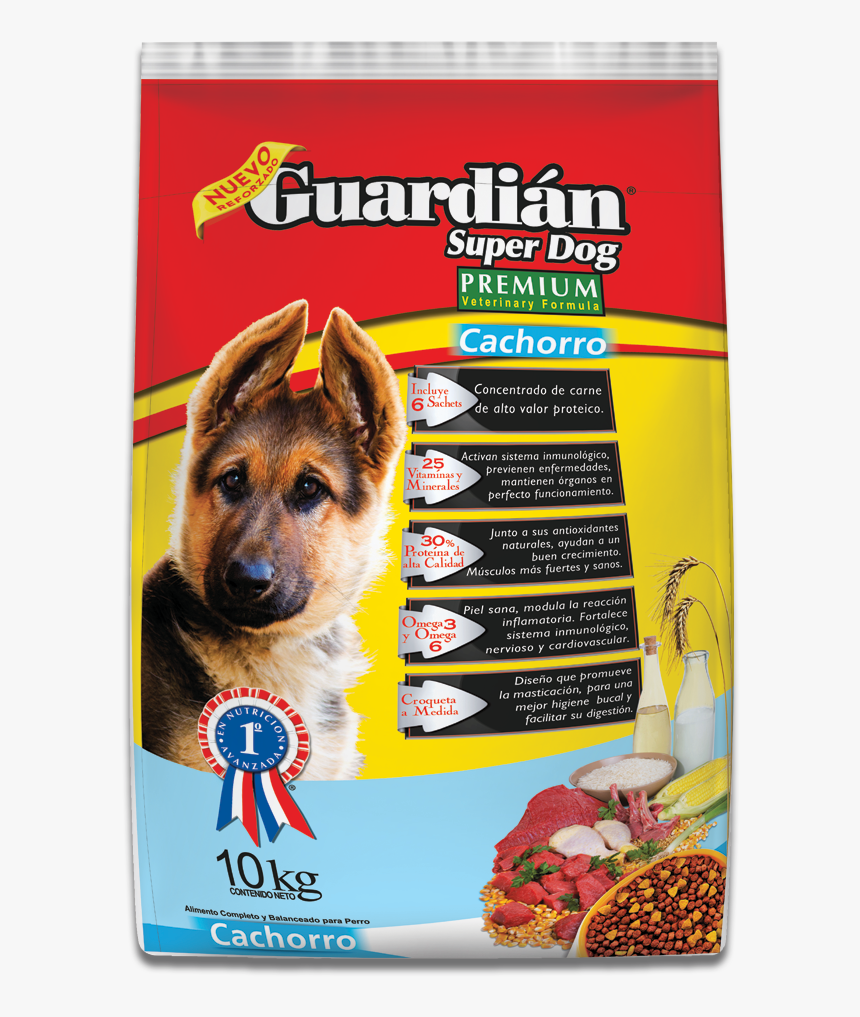 NUEVO
REFORZADO
Guardián®
Super Dog
PREMIUM
Veterinary Formula
Cachorro
Incluye
6 Sachets
Concentrado de carne
de alto valor proteico.
25
Vitaminas y
Minerales
Activan sistema inmunológico,
previenen enfermedades,
mantienen órganos en
perfecto funcionamiento.
30%
Proteína de
alta Calidad
Junto a sus antioxidantes
naturales, ayudan a un
buen crecimiento.
Músculos más fuertes y sanos.
Omega3
y Omega
6
Piel sana, modula la reacción
inflamatoria. Fortalece
sistema inmunológico,
nervioso y cardiovascular.
Croqueta
a Medida
Diseño que promueve
la masticación, para una
mejor higiene bucal y
facilitar su digestión.
EN NUTRICION
1º
AVANZADA
®
10kg
CONTENIDO NETO
Alimento Completo y Balanceado para Perro
Cachorro